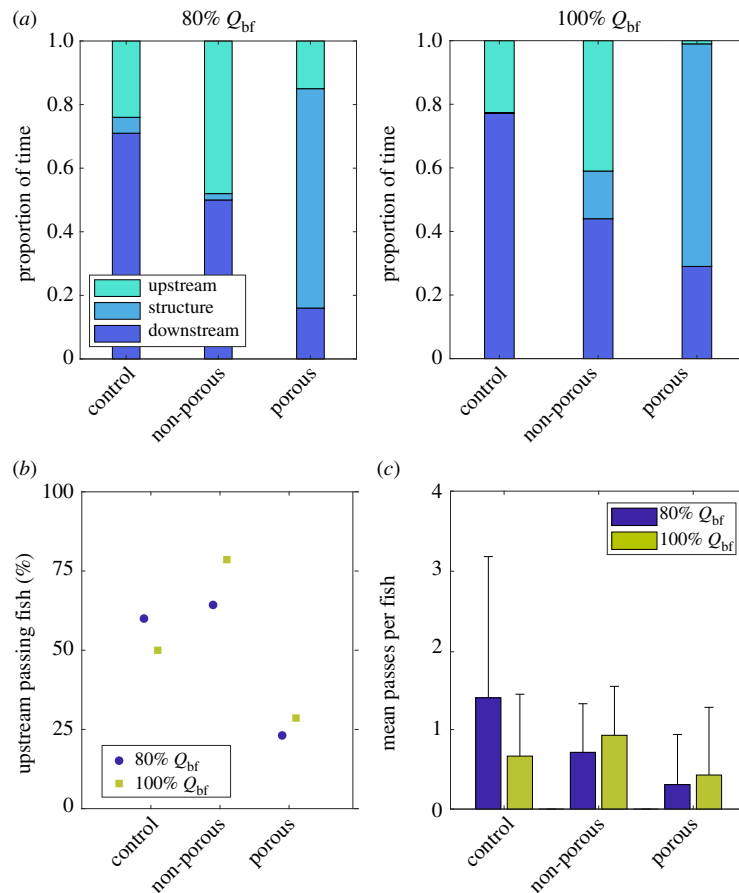 (a) 80% Qbf 100% Qbf
1.0 1.0
0.8 0.8
0.6 0.6
0.4 0.4
0.2 0.2
0 0
proportion of time
proportion of time
upstream
structure
downstream
control non-porous porous
control non-porous porous
(b) (c)
100
75
50
25
0
upstream passing fish (%)
80% Qbf
100% Qbf
control non-porous porous
4
3
2
1
0
mean passes per fish
80% Qbf
100% Qbf
control non-porous porous